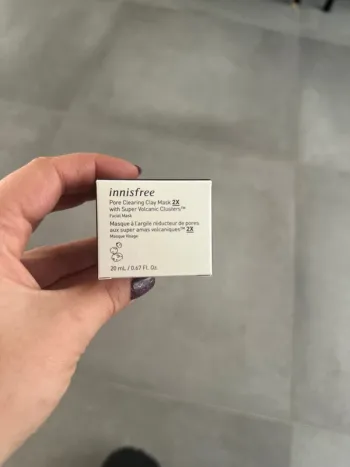 innisfree
Pore Clearing Clay Mask 2X
with Super Volcanic Clusters™
Facial Mask
Masque à l'argile réducteur de pores
aux super amas volcaniques™ 2X
Masque Visage
20 mL / 0.67 Fl. Oz.